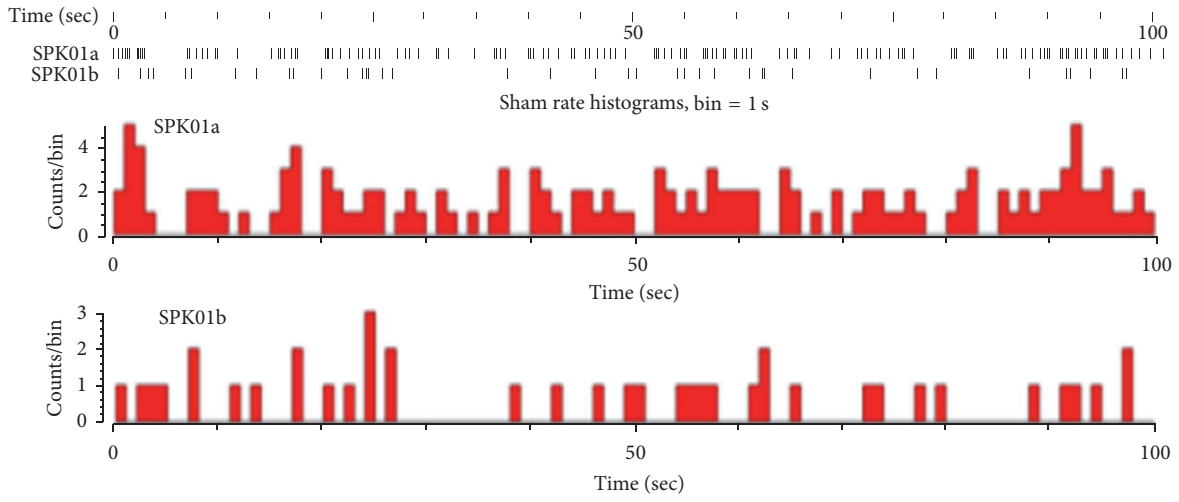 Time (sec)
0 50 100
SPK01a
SPK01b
Sham rate histograms, bin = 1 s
SPK01a
Counts/bin
4
2
0
0 50 100
Time (sec)
SPK01b
Counts/bin
3
2
1
0
0 50 100
Time (sec)